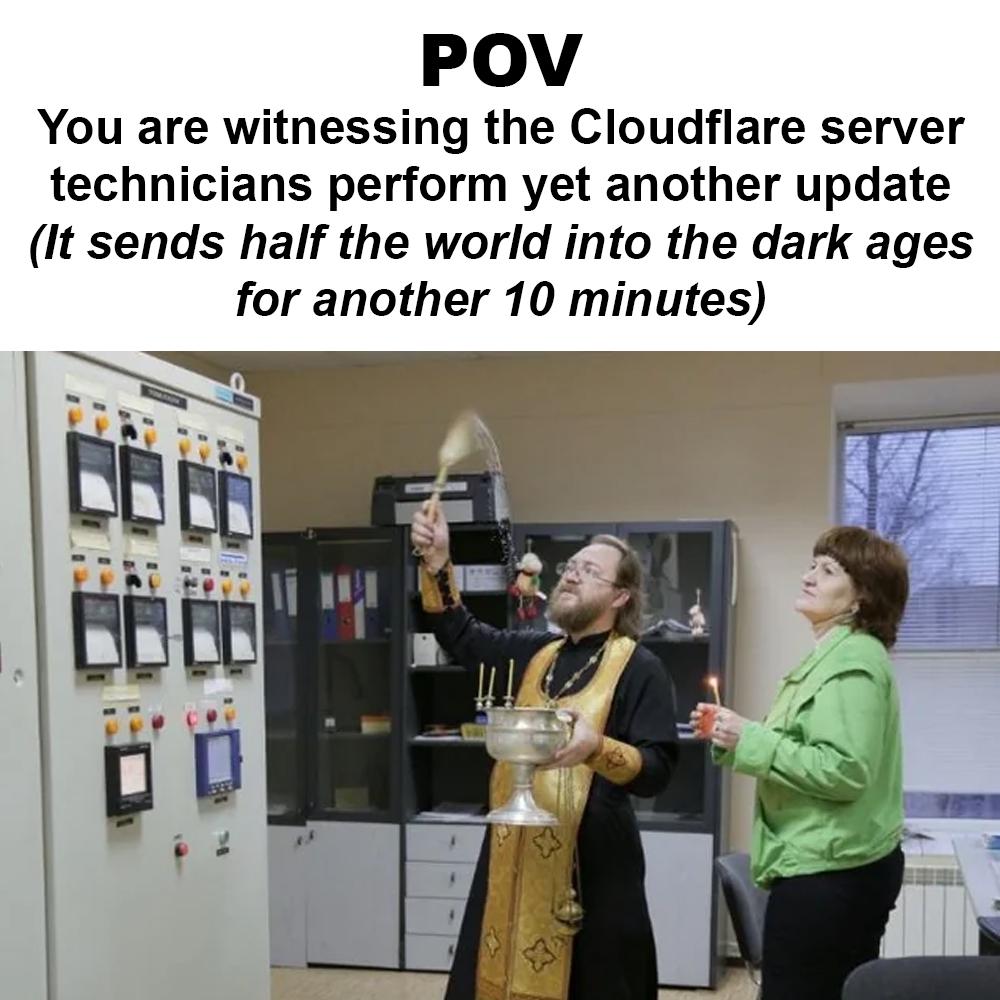 POV
You are witnessing the Cloudflare server
technicians perform yet another update
(It sends half the world into the dark ages
for another 10 minutes)